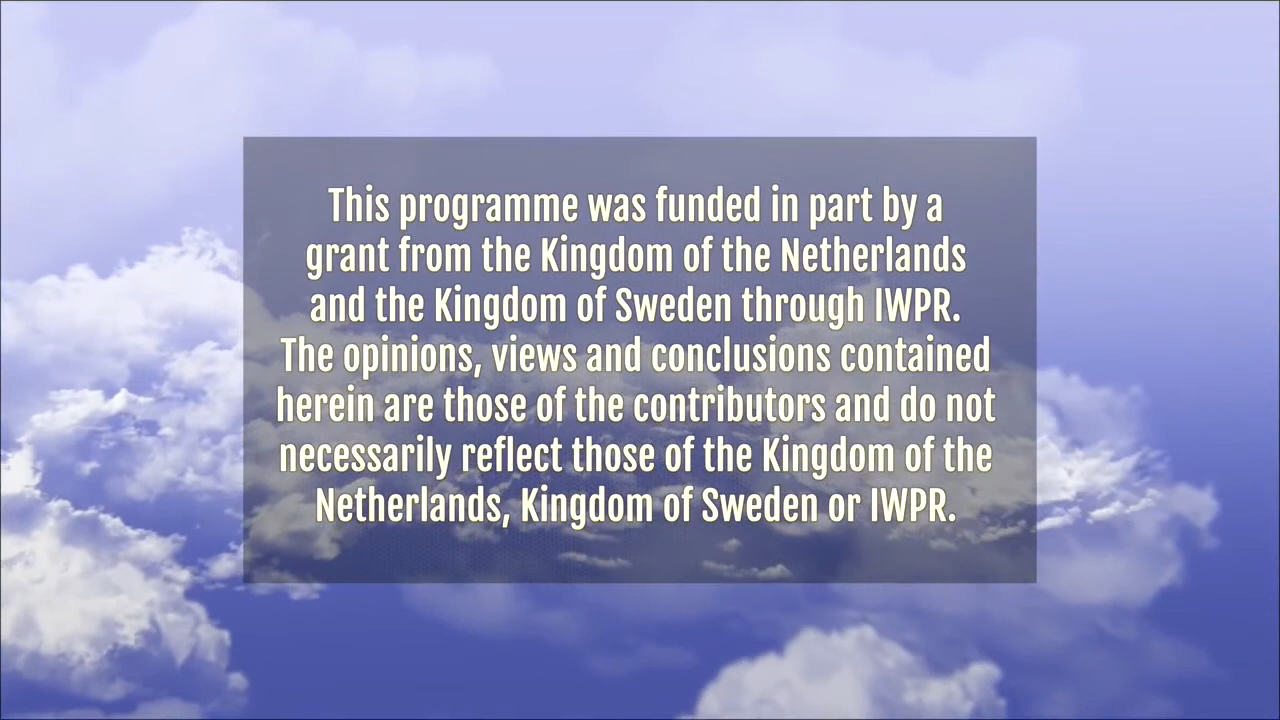 This programme was funded in part by a
grant from the Kingdom of the Netherlands
and the Kingdom of Sweden through IWPR.
The opinions, views and conclusions contained
herein are those of the contributors and do not
necessarily reflect those of the Kingdom of the
Netherlands, Kingdom of Sweden or IWPR.